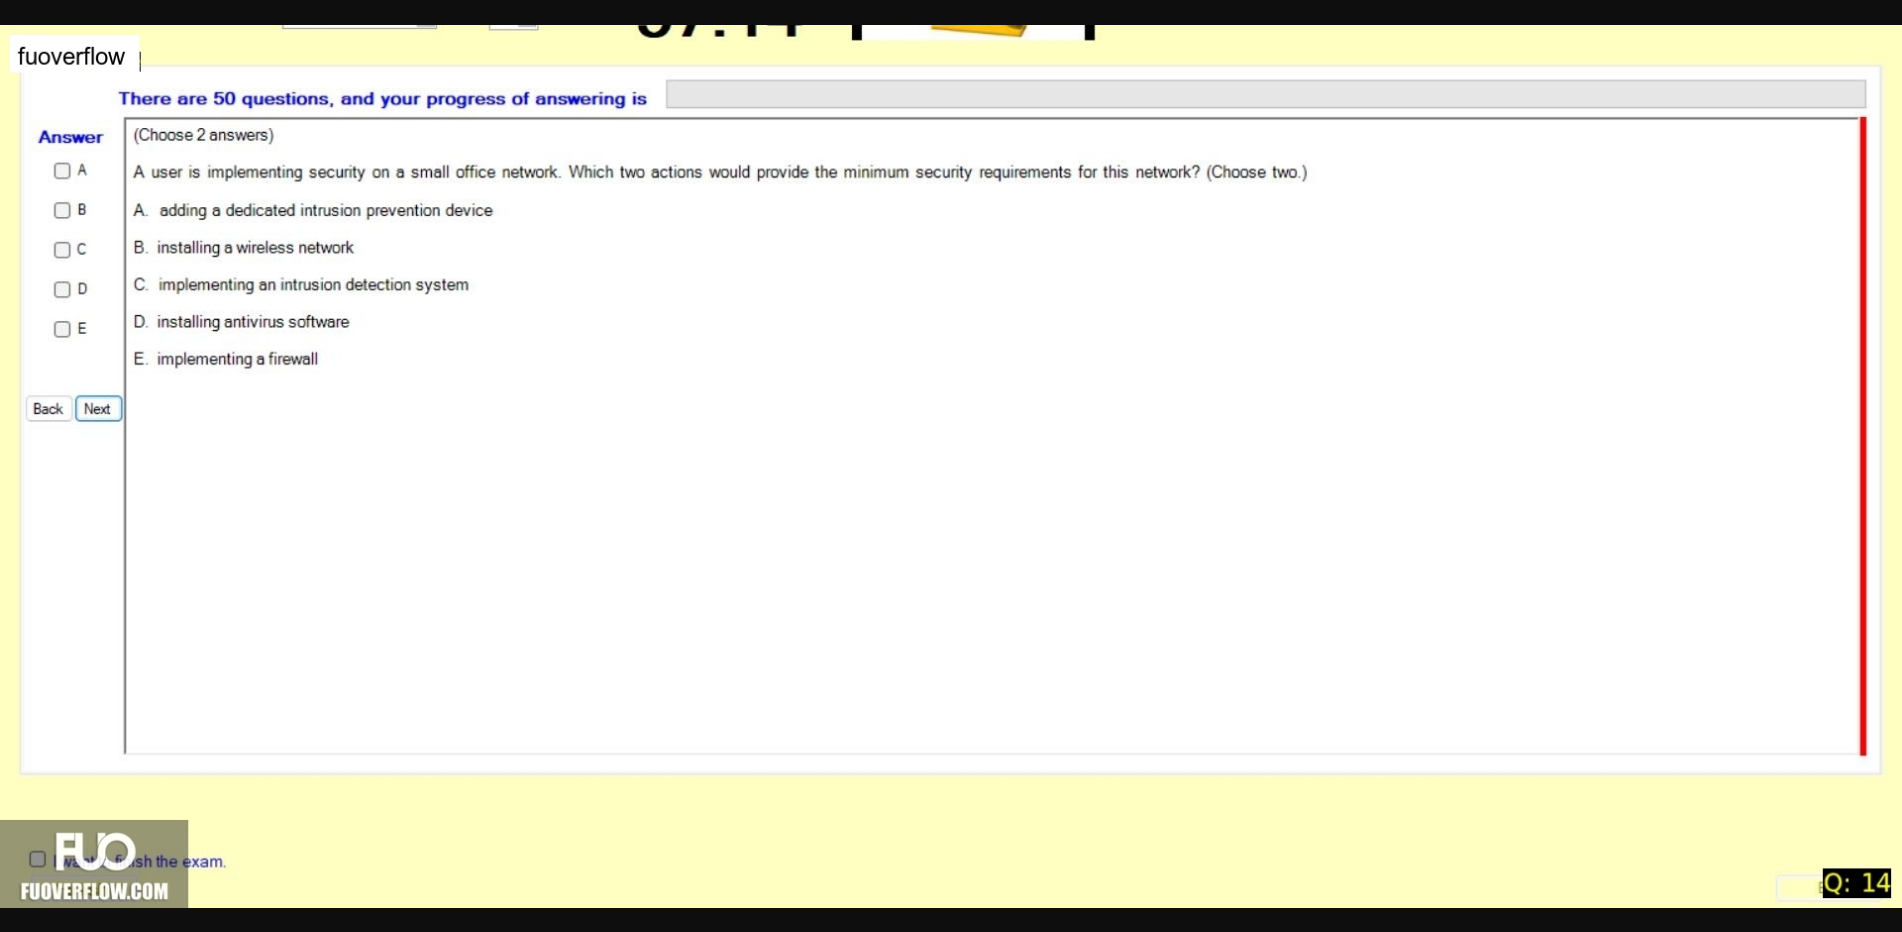 fuoverflow
There are 50 questions, and your progress of answering is
Answer
(Choose 2 answers)
A
A user is implementing security on a small office network. Which two actions would provide the minimum security requirements for this network? (Choose two.)
B
A. adding a dedicated intrusion prevention device
C
B. installing a wireless network
D
C. implementing an intrusion detection system
E
D. installing antivirus software
E. implementing a firewall
Back Next
FUO
finish the exam.
FUOVERFLOW.COM
Q: 14